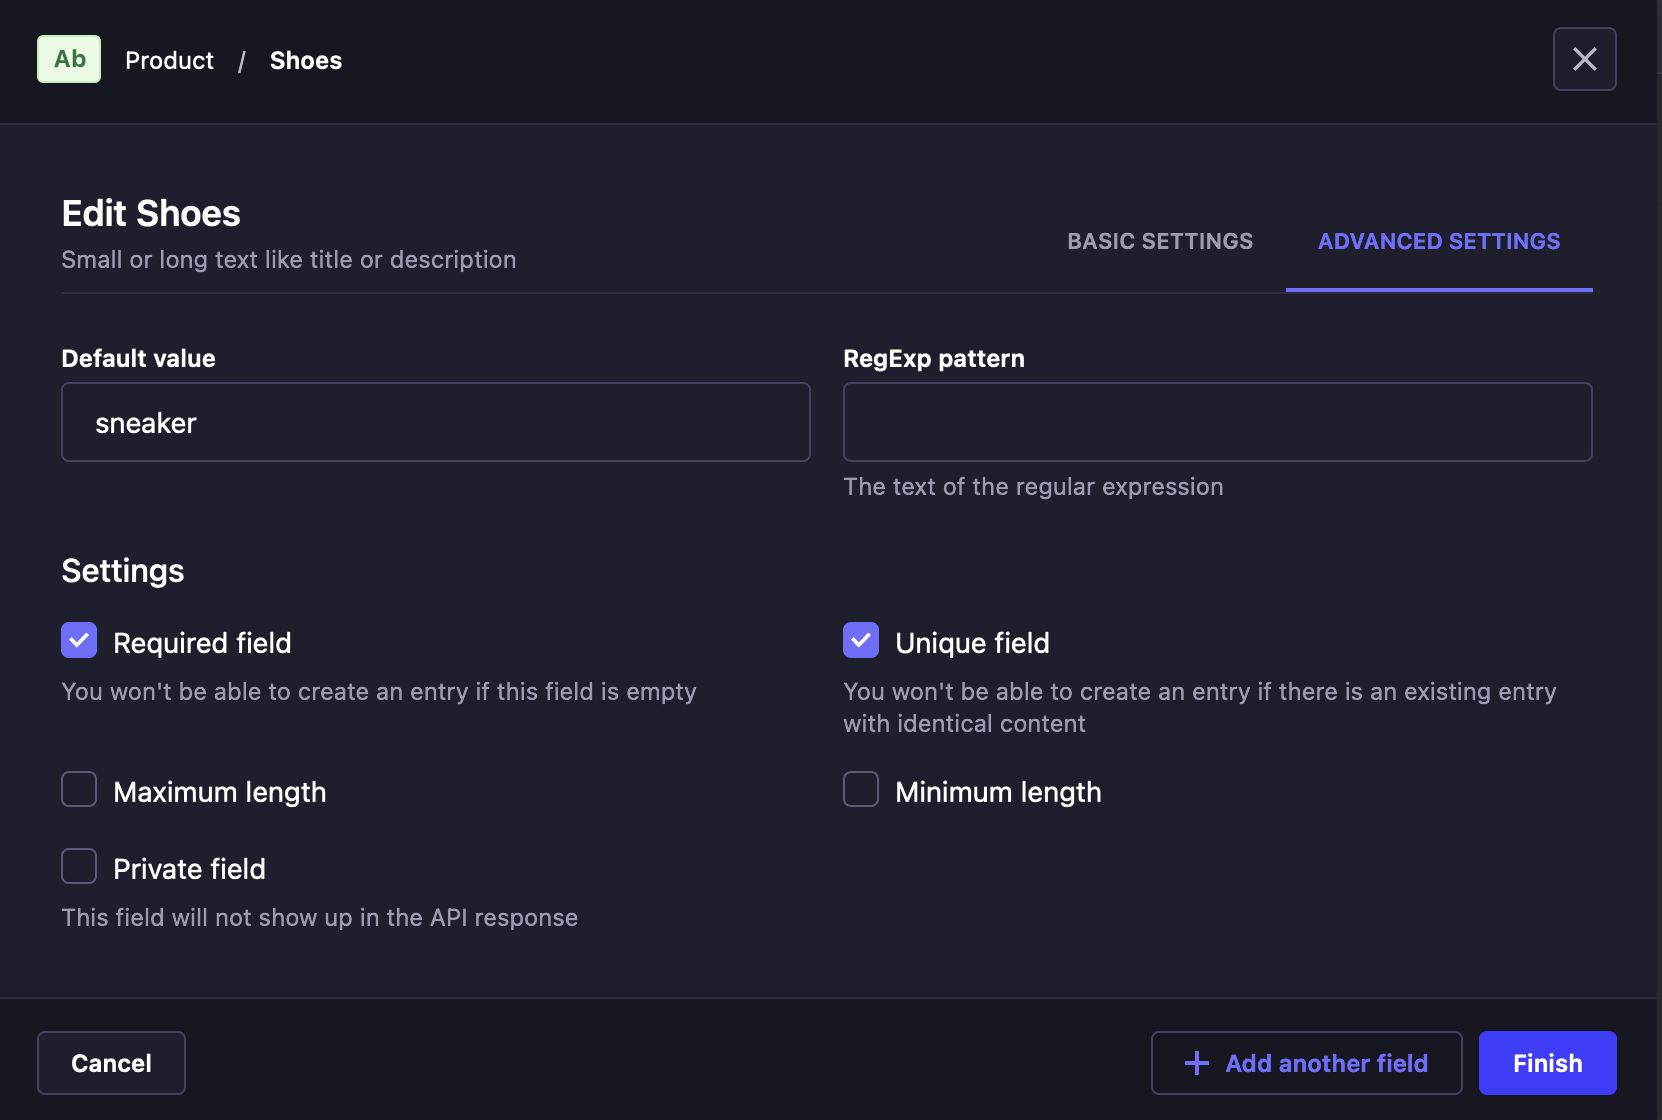 Ab Product / Shoes
Edit Shoes
Small or long text like title or description
BASIC SETTINGS ADVANCED SETTINGS
Default value
sneaker
RegExp pattern
The text of the regular expression
Settings
Required field
You won't be able to create an entry if this field is empty
Unique field
You won't be able to create an entry if there is an existing entry
with identical content
Maximum length
Minimum length
Private field
This field will not show up in the API response
Cancel
Add another field
Finish